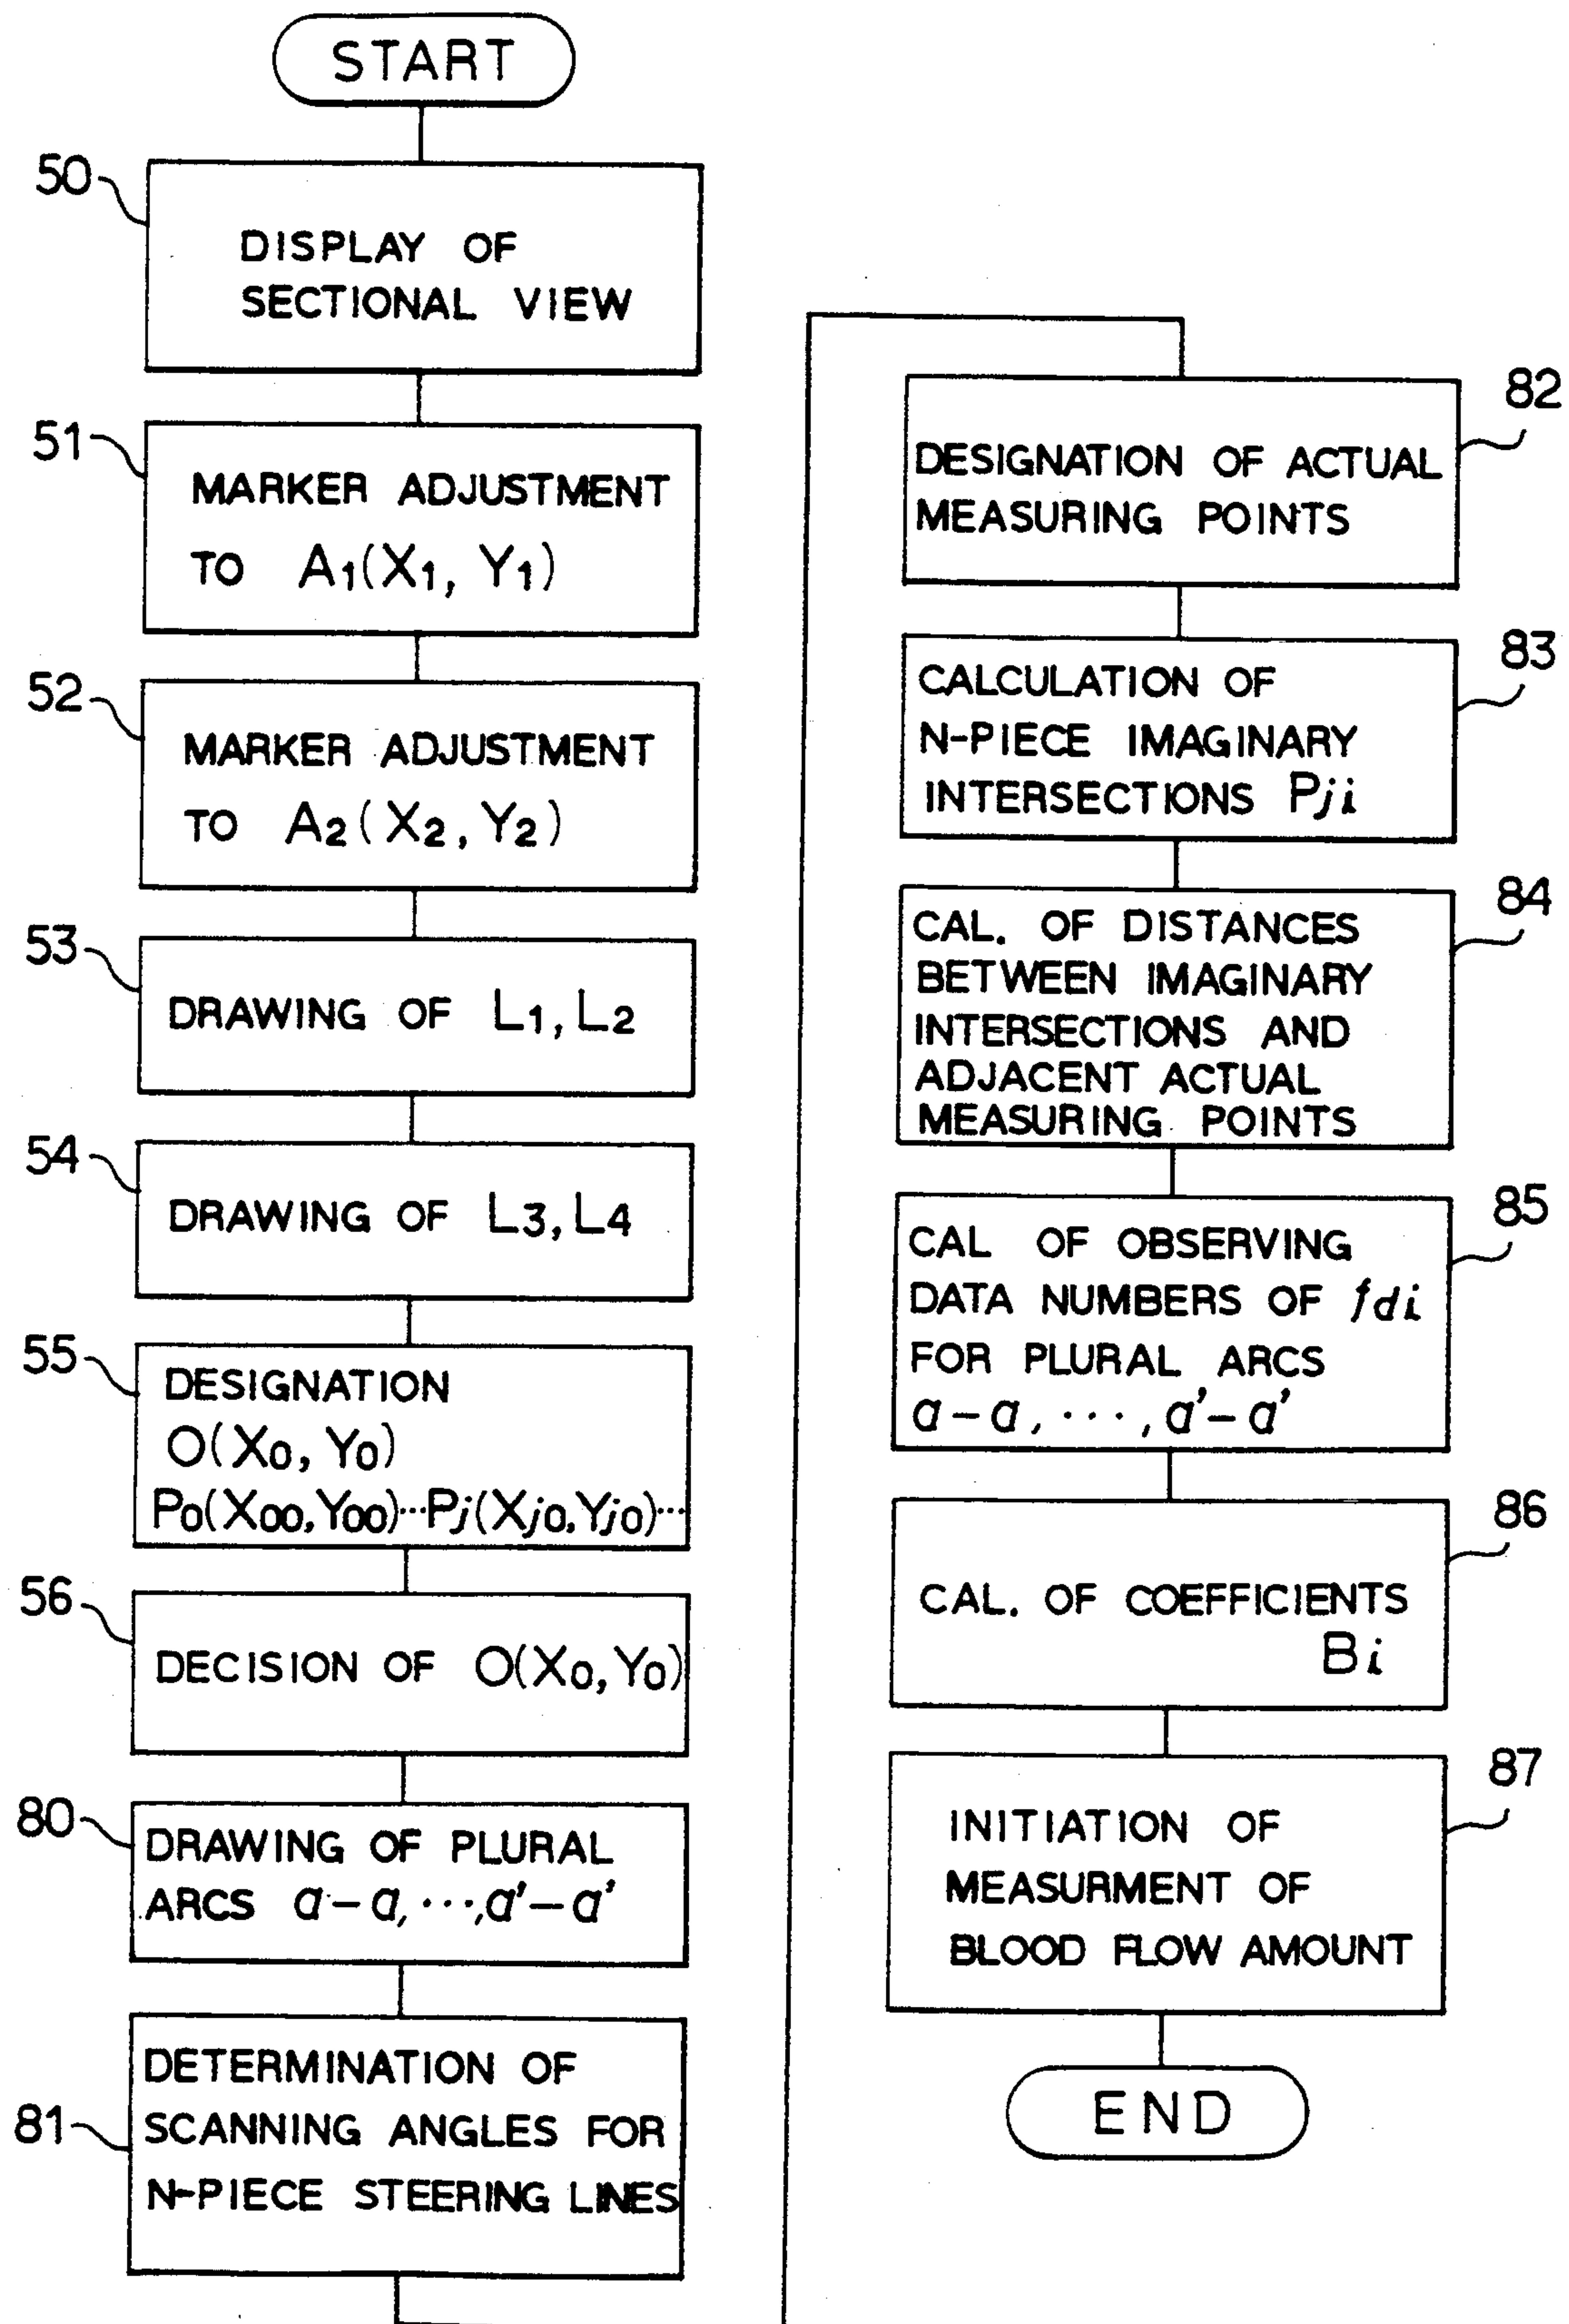 START
50
DISPLAY OF
SECTIONAL VIEW
51
MARKER ADJUSTMENT
TO A1(X1, Y1)
52
MARKER ADJUSTMENT
TO A2(X2, Y2)
53
DRAWING OF L1, L2
54
DRAWING OF L3, L4
55
DESIGNATION
O(X0, Y0)
P0(X00, Y00)···Pj(Xj0, Yj0)···
56
DECISION OF O(X0, Y0)
80
DRAWING OF PLURAL
ARCS a–a, ···, a'–a'
81
DETERMINATION OF
SCANNING ANGLES FOR
N-PIECE STEERING LINES
82
DESIGNATION OF ACTUAL
MEASURING POINTS
83
CALCULATION OF
N-PIECE IMAGINARY
INTERSECTIONS Pji
84
CAL. OF DISTANCES
BETWEEN IMAGINARY
INTERSECTIONS AND
ADJACENT ACTUAL
MEASURING POINTS
85
CAL OF OBSERVING
DATA NUMBERS OF fdi
FOR PLURAL ARCS
a–a, ···, a'–a'
86
CAL. OF COEFFICIENTS
Bi
87
INITIATION OF
MEASURMENT OF
BLOOD FLOW AMOUNT
END